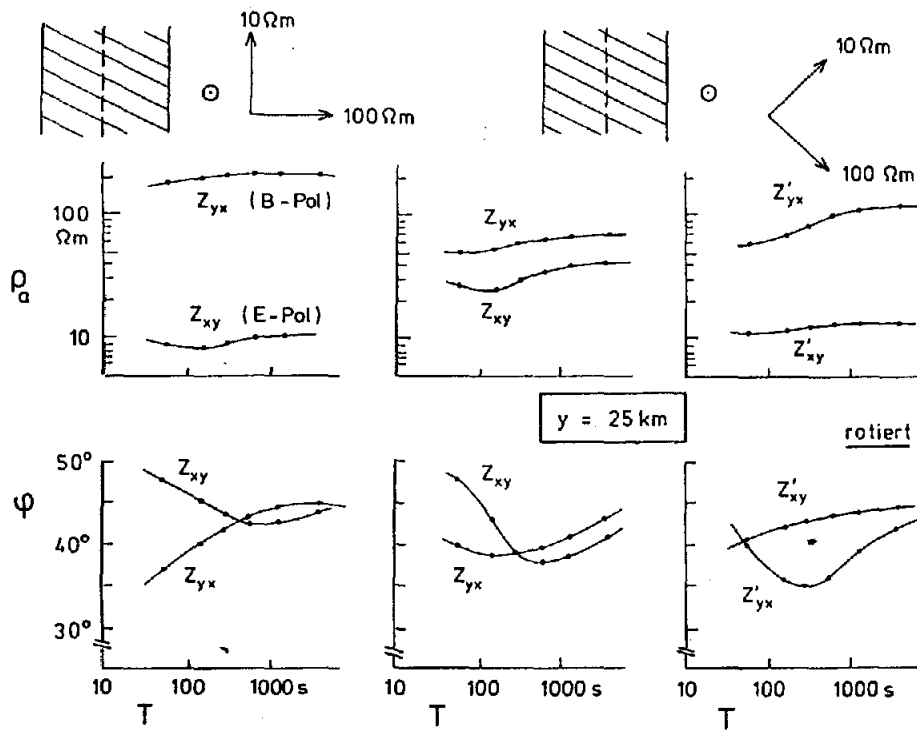 10 Ωm
100 Ωm
10 Ωm
100 Ωm
ρa
100
Ωm
10
Zyx (B-Pol)
Zxy (E-Pol)
Zyx
Zxy
Z'yx
Z'xy
y = 25 km
rotiert
φ
50°
40°
30°
Zxy
Zyx
Zxy
Zyx
Z'xy
Z'yx
10 100 1000 s
T
10 100 1000 s
T
10 100 1000 s
T